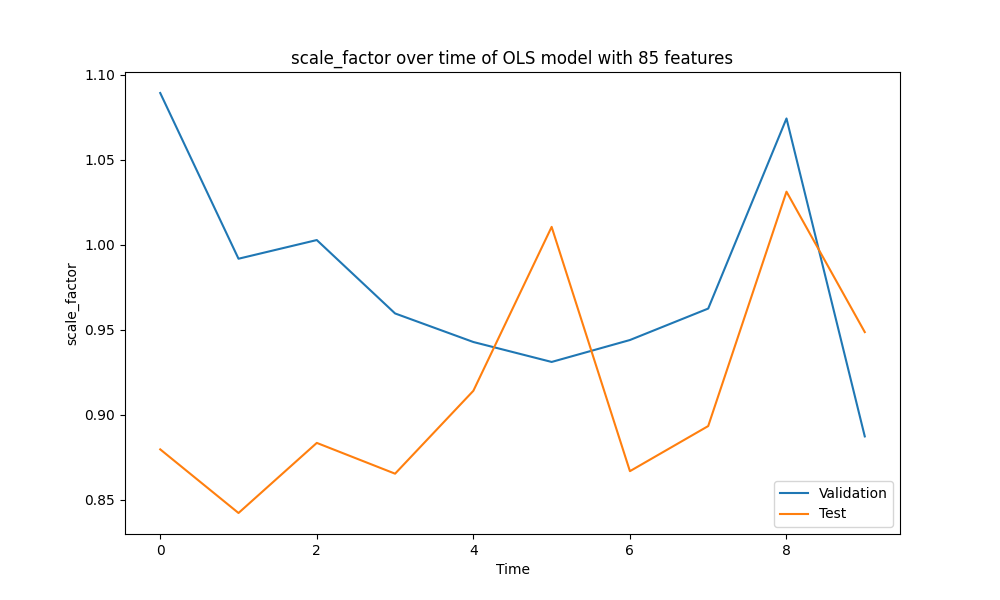 scale_factor over time of OLS model with 85 features
1.10
1.05
1.00
0.95
0.90
0.85
scale_factor
0
2
4
6
8
Time
Validation
Test